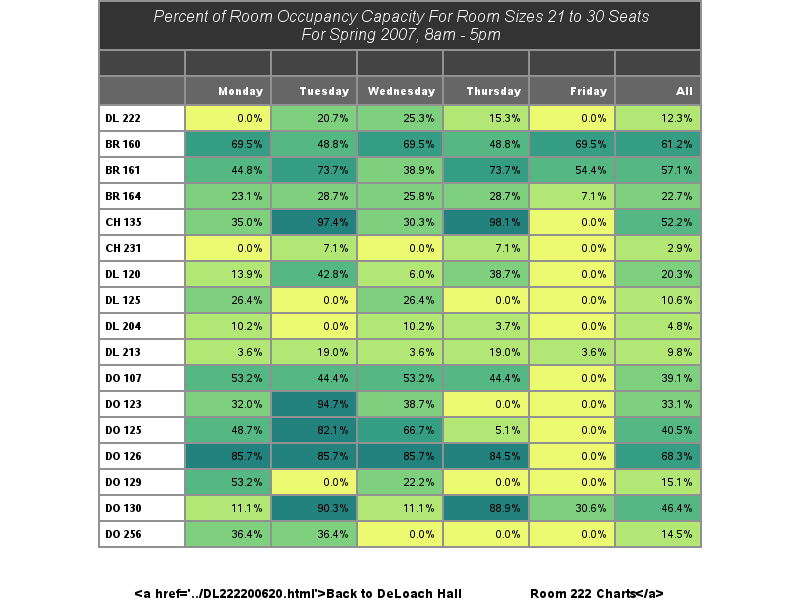 Percent of Room Occupancy Capacity For Room Sizes 21 to 30 Seats
For Spring 2007, 8am - 5pm
Monday Tuesday Wednesday Thursday Friday All
DL 222 0.0% 20.7% 25.3% 15.3% 0.0% 12.3%
BR 160 69.5% 48.8% 69.5% 48.8% 69.5% 61.2%
BR 161 44.8% 73.7% 38.9% 73.7% 54.4% 57.1%
BR 164 23.1% 28.7% 25.8% 28.7% 7.1% 22.7%
CH 135 35.0% 97.4% 30.3% 98.1% 0.0% 52.2%
CH 231 0.0% 7.1% 0.0% 7.1% 0.0% 2.9%
DL 120 13.9% 42.8% 6.0% 38.7% 0.0% 20.3%
DL 125 26.4% 0.0% 26.4% 0.0% 0.0% 10.6%
DL 204 10.2% 0.0% 10.2% 3.7% 0.0% 4.8%
DL 213 3.6% 19.0% 3.6% 19.0% 3.6% 9.8%
DO 107 53.2% 44.4% 53.2% 44.4% 0.0% 39.1%
DO 123 32.0% 94.7% 38.7% 0.0% 0.0% 33.1%
DO 125 48.7% 82.1% 66.7% 5.1% 0.0% 40.5%
DO 126 85.7% 85.7% 85.7% 84.5% 0.0% 68.3%
DO 129 53.2% 0.0% 22.2% 0.0% 0.0% 15.1%
DO 130 11.1% 90.3% 11.1% 88.9% 30.6% 46.4%
DO 256 36.4% 36.4% 0.0% 0.0% 0.0% 14.5%
<a href='../DL222200620.html'>Back to DeLoach Hall Room 222 Charts</a>